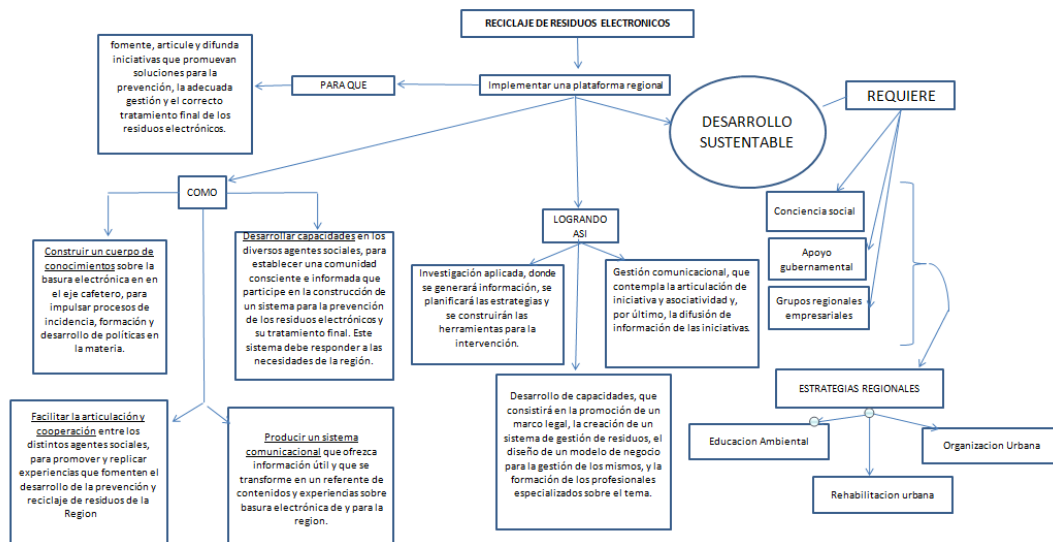 RECICLAJE DE RESIDUOS ELECTRONICOS
fomente, articule y difunda
iniciativas que promuevan
soluciones para la
prevención, la adecuada
gestión y el correcto
tratamiento final de los
residuos electrónicos.
PARA QUE
Implementar una plataforma regional
DESARROLLO
SUSTENTABLE
REQUIERE
COMO
Construir un cuerpo de
conocimientos sobre la
basura electrónica en en
el eje cafetero, para
impulsar procesos de
incidencia, formación y
desarrollo de políticas en
la materia.
Desarrollar capacidades en los
diversos agentes sociales, para
establecer una comunidad
consciente e informada que
participe en la construcción de
un sistema para la prevención
de los residuos electrónicos y
su tratamiento final. Este
sistema debe responder a las
necesidades de la región.
LOGRANDO
ASI
Investigación aplicada, donde
se generará información, se
planificará las estrategias y
se construirán las
herramientas para la
intervención.
Gestión comunicacional, que
contempla la articulación de
iniciativa y asociatividad y,
por último, la difusión de
información de las iniciativas.
Conciencia social
Apoyo
gubernamental
Grupos regionales
empresariales
Facilitar la articulación y
cooperación entre los
distintos agentes sociales,
para promover y replicar
experiencias que fomenten el
desarrollo de la prevención y
reciclaje de residuos de la
Region
Producir un sistema
comunicacional que ofrezca
información útil y que se
transforme en un referente de
contenidos y experiencias sobre
basura electrónica de y para la
region.
Desarrollo de capacidades, que
consistirá en la promoción de un
marco legal, la creación de un
sistema de gestión de residuos, el
diseño de un modelo de negocio
para la gestión de los mismos, y la
formación de los profesionales
especializados sobre el tema.
ESTRATEGIAS REGIONALES
Educacion Ambiental
Organizacion Urbana
Rehabilitacion urbana